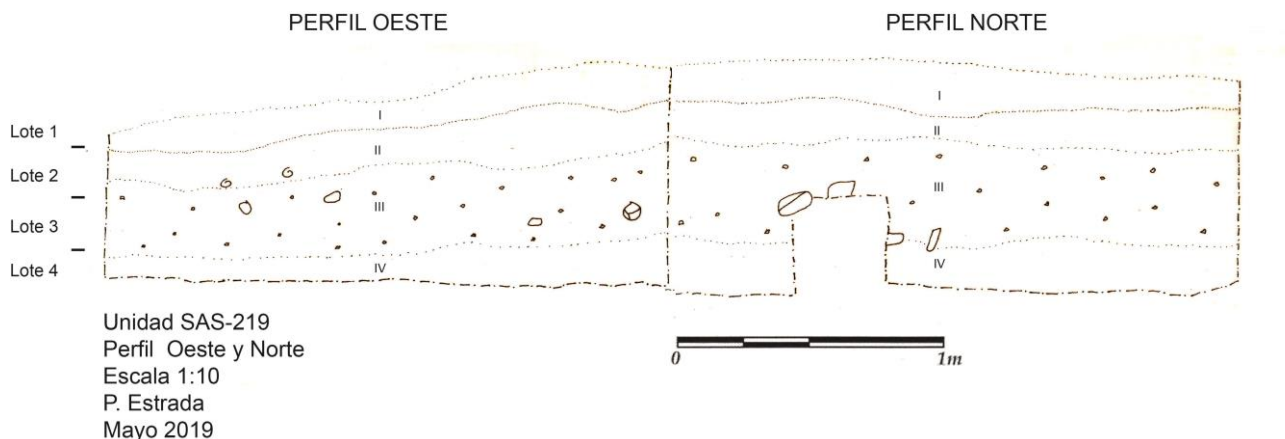 PERFIL OESTE
PERFIL NORTE
I
I
Lote 1
II
II
Lote 2
III
III
Lote 3
Lote 4
IV
IV
Unidad SAS-219
Perfil Oeste y Norte
Escala 1:10
P. Estrada
Mayo 2019
0
1m